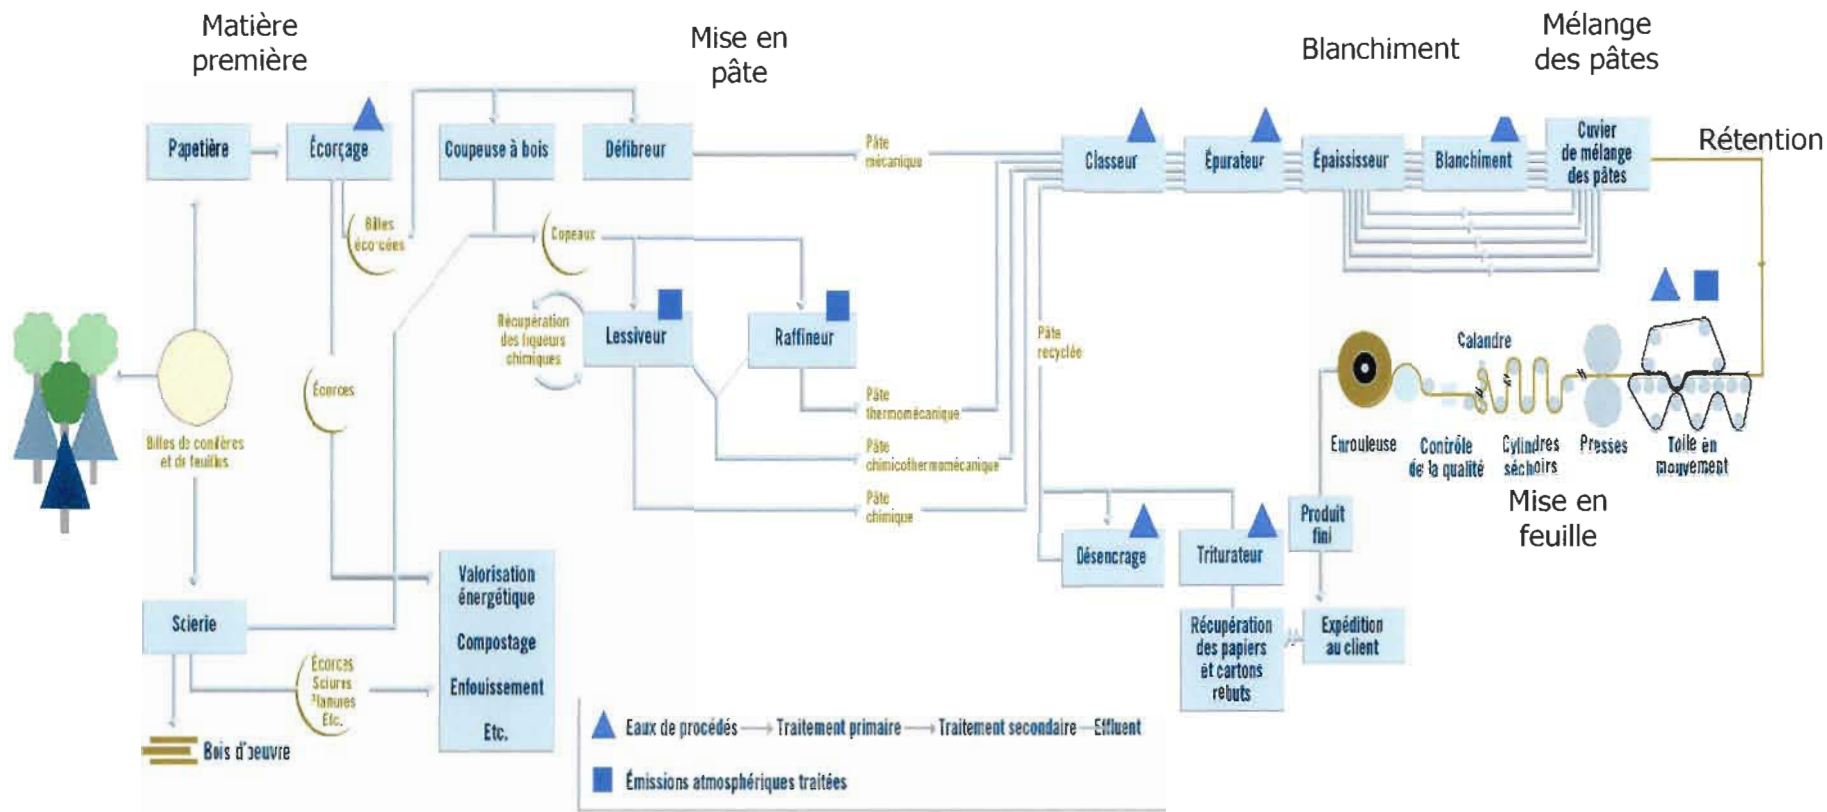 Matière
première
Mise en
pâte
Blanchiment
Mélange
des pâtes
Rétention
Papetière
Écorçage
Coupeuse à bois
Défibreur
Pâte
mécanique
Classeur
Épurateur
Épaississeur
Blanchiment
Cuvier
de mélange
des pâtes
Billes
écorcées
Copeaux
Récupération
des liqueurs
chimiques
Lessiveur
Raffineur
Pâte
recyclée
Écorces
Pâte
thermomécanique
Pâte
chimicothermomécanique
Pâte
chimique
Billes de conifères
et de feuillus
Calandre
Enrouleuse
Contrôle
de la qualité
Cylindres
séchoirs
Presses
Toile en
mouvement
Mise en
feuille
Produit
fini
Désencrage
Triturateur
Récupération
des papiers
et cartons
rebuts
Expédition
au client
Scierie
Valorisation
énergétique
Compostage
Enfouissement
Etc.
Écorces
Sciures
Planures
Etc.
Bois d'oeuvre
Eaux de procédés
Traitement primaire
Traitement secondaire
Effluent
Émissions atmosphériques traitées